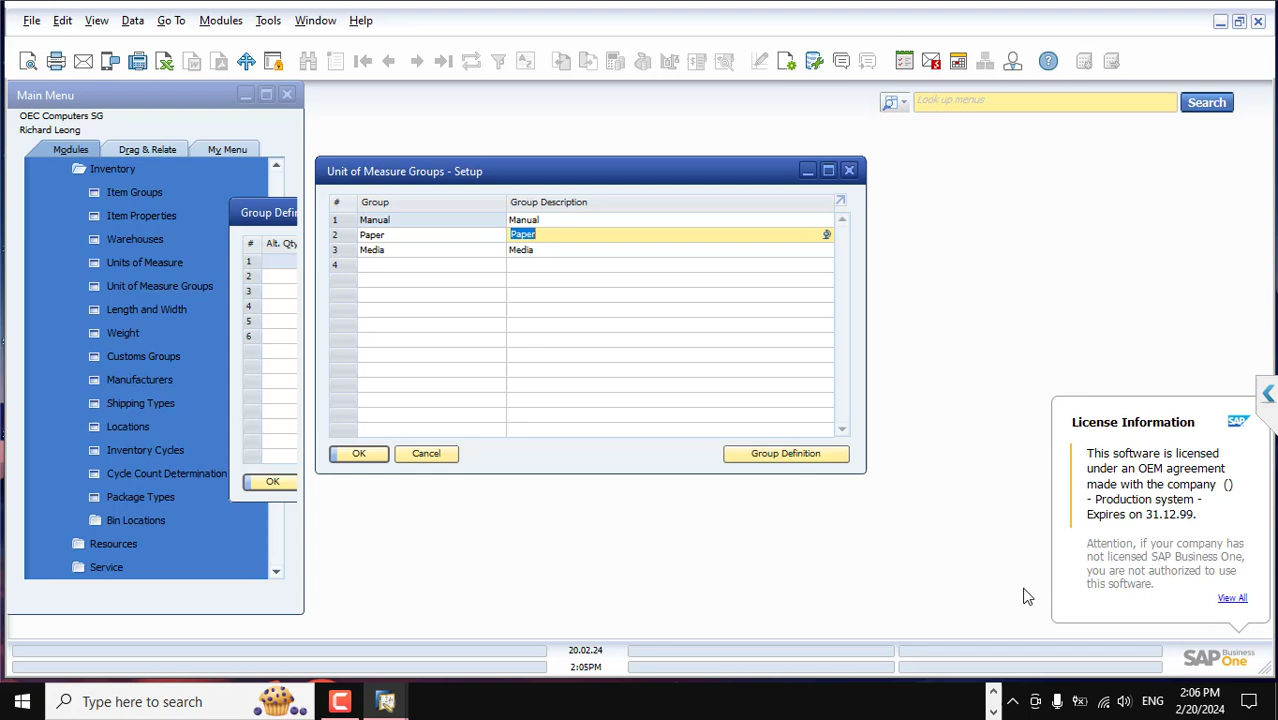 File Edit View Data Go To Modules Tools Window Help
Main Menu
OEC Computers SG
Richard Leong
Modules Drag & Relate My Menu
Inventory
Item Groups
Item Properties
Warehouses
Units of Measure
Unit of Measure Groups
Length and Width
Weight
Customs Groups
Manufacturers
Shipping Types
Locations
Inventory Cycles
Cycle Count Determination
Package Types
Bin Locations
Resources
Service
Group Defin
# Alt. Qty
1
2
3
4
5
6
OK
Look up menus Search
Unit of Measure Groups - Setup
# Group Group Description
1 Manual Manual
2 Paper Paper
3 Media Media
4
OK Cancel Group Definition
License Information SAP
This software is licensed
under an OEM agreement
made with the company ()
- Production system -
Expires on 31.12.99.
Attention, if your company has
not licensed SAP Business One,
you are not authorized to use
this software.
View All
20.02.24
2:05PM
SAP Business One
Type here to search
ENG
2:06 PM
2/20/2024